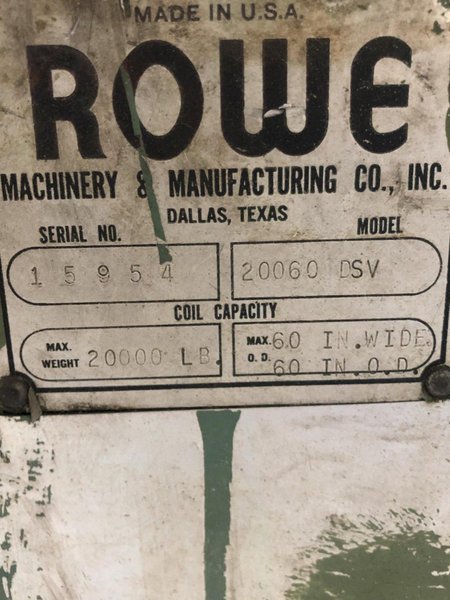 MADE IN U.S.A.
ROWE
MACHINERY & MANUFACTURING CO., INC.
DALLAS, TEXAS
SERIAL NO. MODEL
15954 20060 DSV
COIL CAPACITY
MAX. WEIGHT 20000 LB.
MAX. O.D. 60 IN.WIDE
60 IN.O.D.